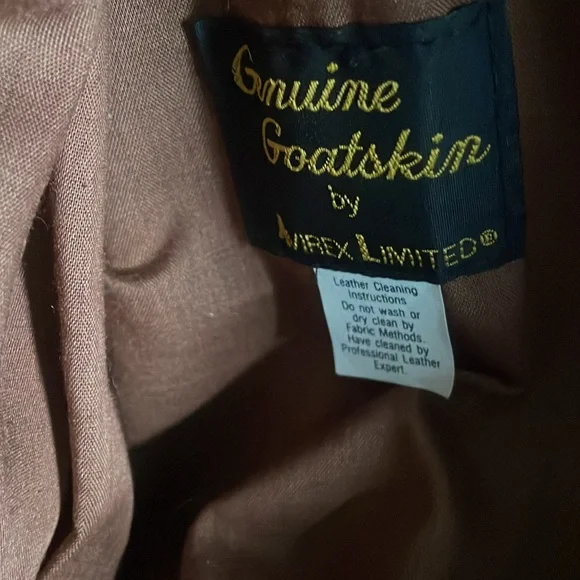 Genuine
Goatskin
by
AVIREX LIMITED®
Leather Cleaning
Instructions
Do not wash or
dry clean by
Fabric Methods.
Have cleaned by
Professional Leather
Expert.